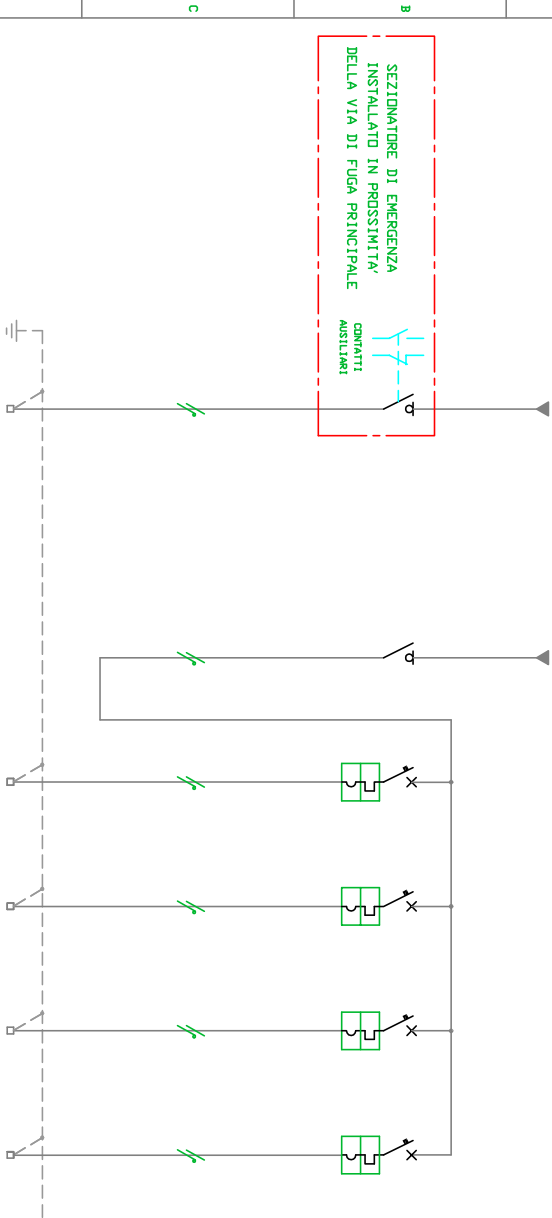 C
B
SEZIONATORE DI EMERGENZA
INSTALLATO IN PROSSIMITA'
DELLA VIA DI FUGA PRINCIPALE
CONTATTI
AUSILIARI